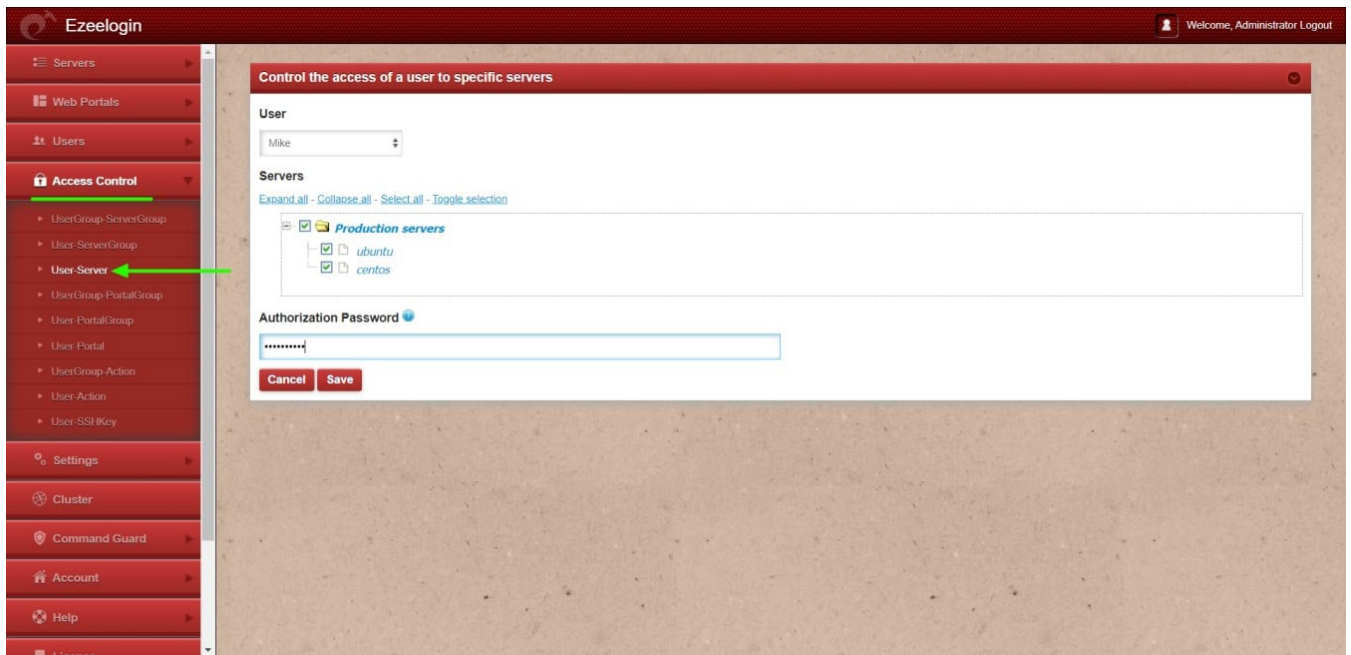 Ezeelogin
Welcome, Administrator Logout
Servers
Web Portals
Users
Access Control
UserGroup-ServerGroup
User-ServerGroup
User-Server
UserGroup-PortalGroup
User-PortalGroup
User-Portal
UserGroup-Action
User-Action
User-SSHKey
Settings
Cluster
Command Guard
Account
Help
Control the access of a user to specific servers
User
Mike
Servers
Expand all - Collapse all - Select all - Toggle selection
Production servers
ubuntu
centos
Authorization Password
••••••••••
Cancel Save